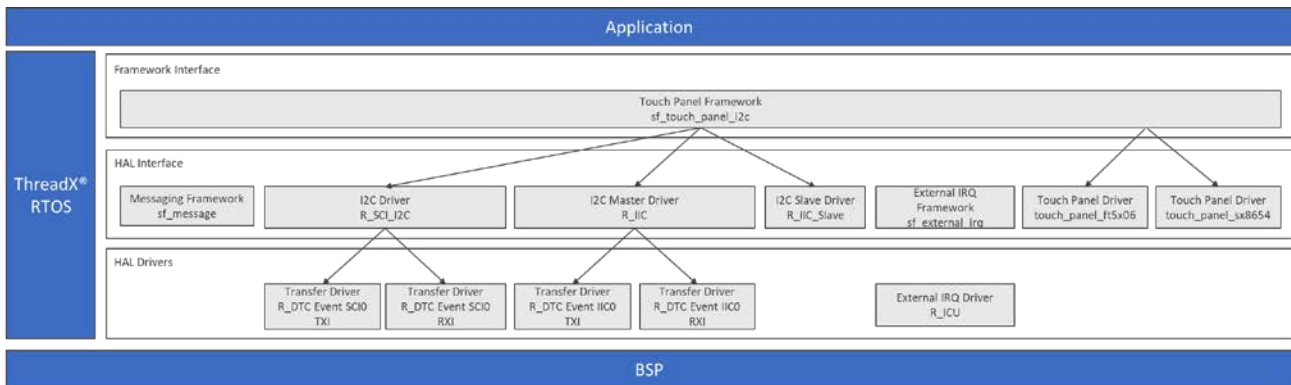 Application
ThreadX®
RTOS
Framework Interface
Touch Panel Framework
sf_touch_panel_i2c
HAL Interface
Messaging Framework
sf_message
I2C Driver
R_SCI_I2C
I2C Master Driver
R_IIC
I2C Slave Driver
R_IIC_Slave
External IRQ
Framework
sf_external_irq
Touch Panel Driver
touch_panel_ft5x06
Touch Panel Driver
touch_panel_sx8654
HAL Drivers
Transfer Driver
R_DTC Event SCI0
TXI
Transfer Driver
R_DTC Event SCI0
RXI
Transfer Driver
R_DTC Event IIC0
TXI
Transfer Driver
R_DTC Event IIC0
RXI
External IRQ Driver
R_ICU
BSP